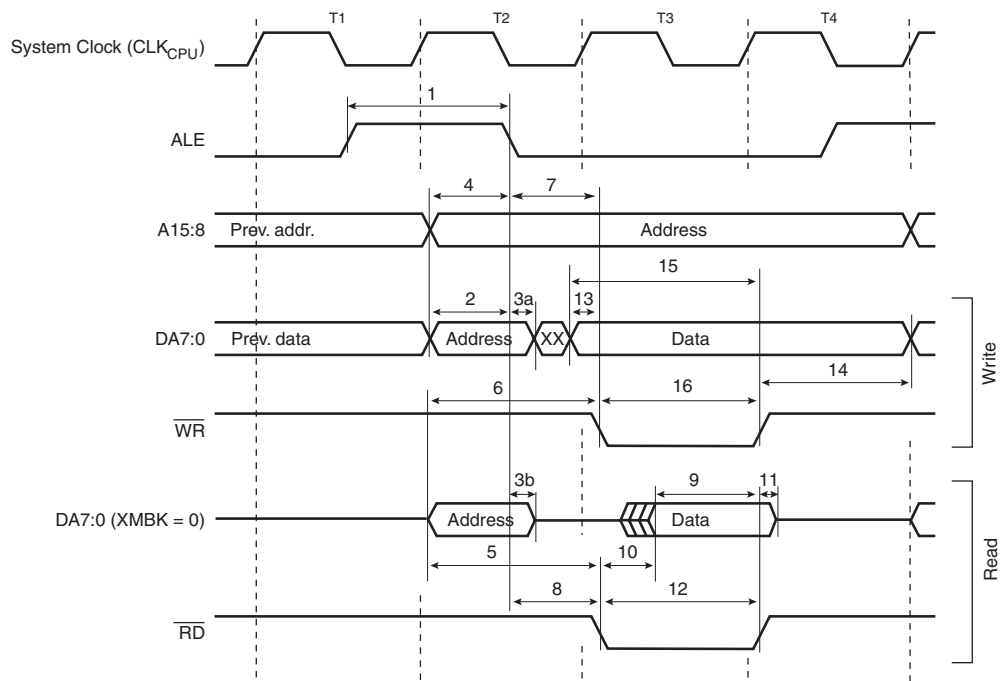 T1 T2 T3 T4
System Clock (CLKCPU)
1
ALE
4 7
A15:8 Prev. addr. Address
15
2 3a 13
DA7:0 Prev. data Address XX Data
14
6 16
WR
Write
3b 9 11
DA7:0 (XMBK = 0) Address Data
5 10
8 12
RD
Read